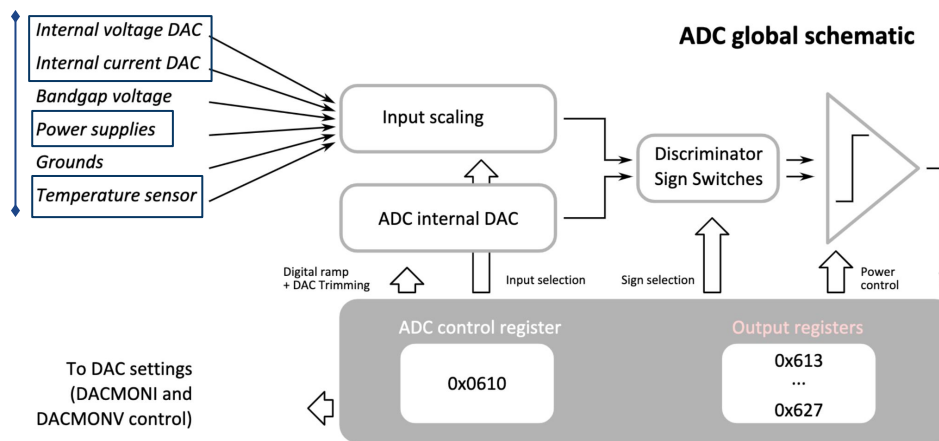 ADC global schematic
Internal voltage DAC
Internal current DAC
Bandgap voltage
Power supplies
Grounds
Temperature sensor
Input scaling
ADC internal DAC
Discriminator
Sign Switches
Digital ramp
+ DAC Trimming
Input selection
Sign selection
Power
control
ADC control register
0x0610
Output registers
0x613
...
0x627
To DAC settings
(DACMONI and
DACMONV control)